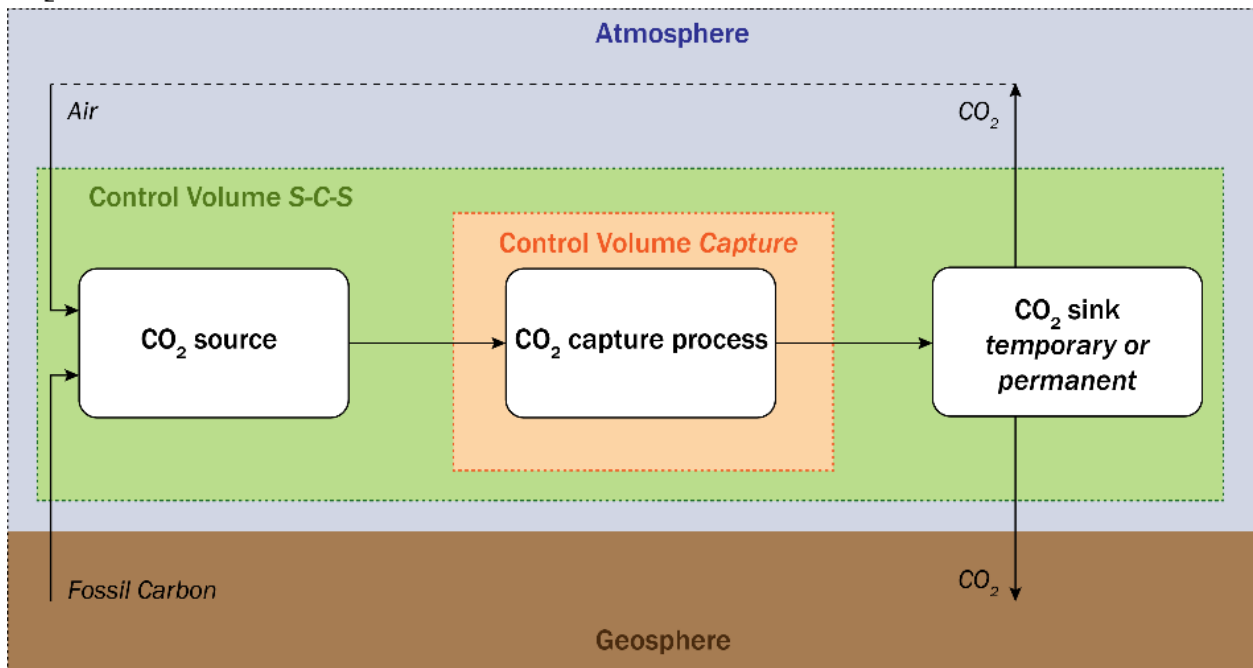 Atmosphere
Air
CO₂
Control Volume S-C-S
Control Volume Capture
CO₂ source
CO₂ capture process
CO₂ sink
temporary or
permanent
Fossil Carbon
CO₂
Geosphere